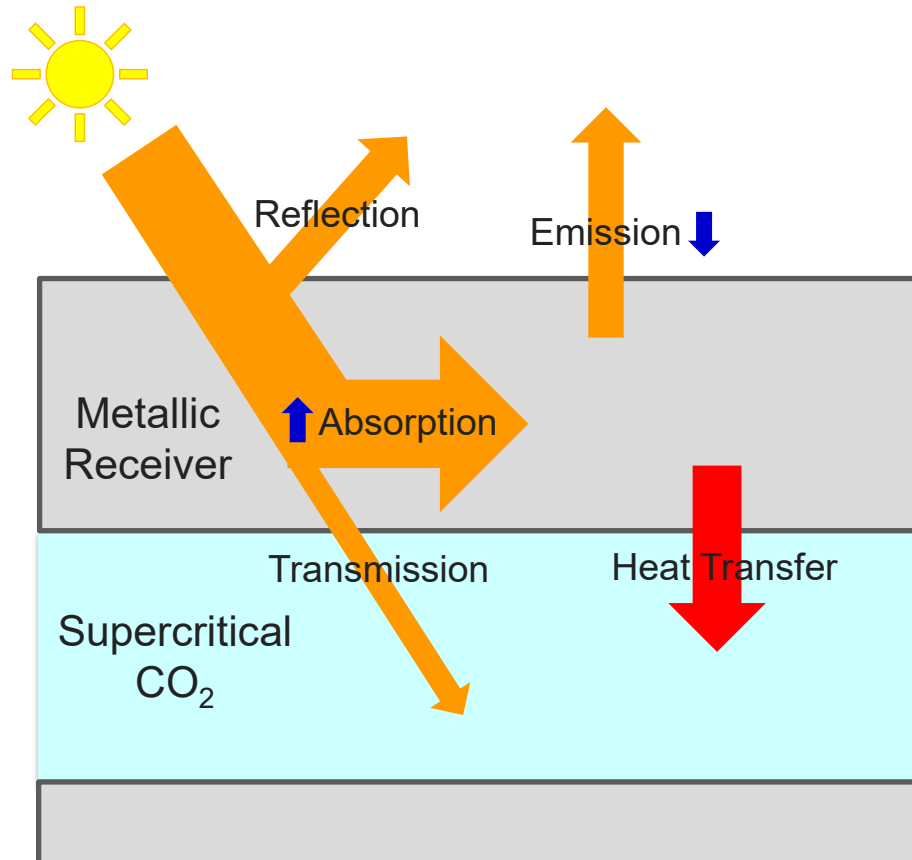 Reflection
Emission
Metallic
Receiver
Absorption
Transmission
Heat Transfer
Supercritical
CO₂